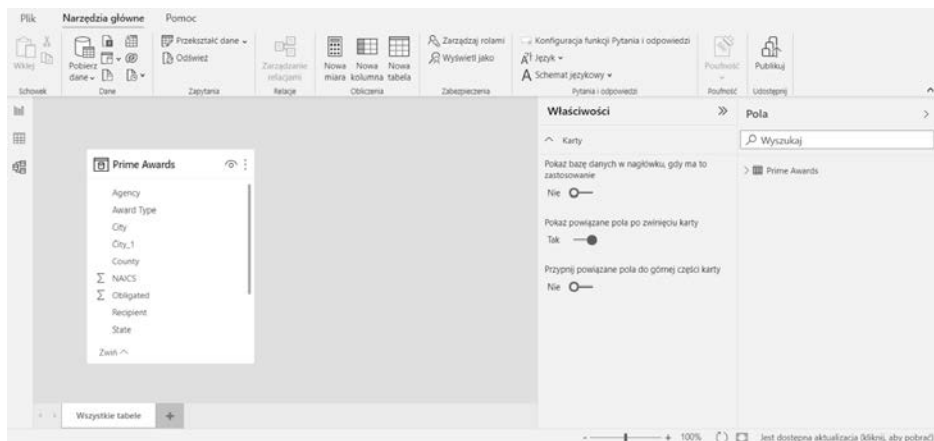 Plik Narzędzia główne Pomoc
Wklej
Pobierz dane
Przekształć dane
Odśwież
Zarządzanie relacjami
Nowa miara
Nowa kolumna
Nowa tabela
Zarządzaj rolami
Wyświetl jako
Konfiguracja funkcji Pytania i odpowiedzi
Język
Schemat językowy
Poufność
Publikuj
Schowek Dane Zapytania Relacje Obliczenia Zabezpieczenia Pytania i odpowiedzi Poufność Udostępnij
Prime Awards
Agency
Award Type
City
City_1
County
Σ NAICS
Σ Obligated
Recipient
State
Zwiń
Właściwości
Karty
Pokaż bazę danych w nagłówku, gdy ma to
zastosowanie
Nie
Pokaż powiązane pola po zwinięciu karty
Tak
Przypnij powiązane pola do górnej części karty
Nie
Pola
Wyszukaj
Prime Awards
Wszystkie tabele +
- + 100% Jest dostępna aktualizacja (kliknij, aby pobrać)